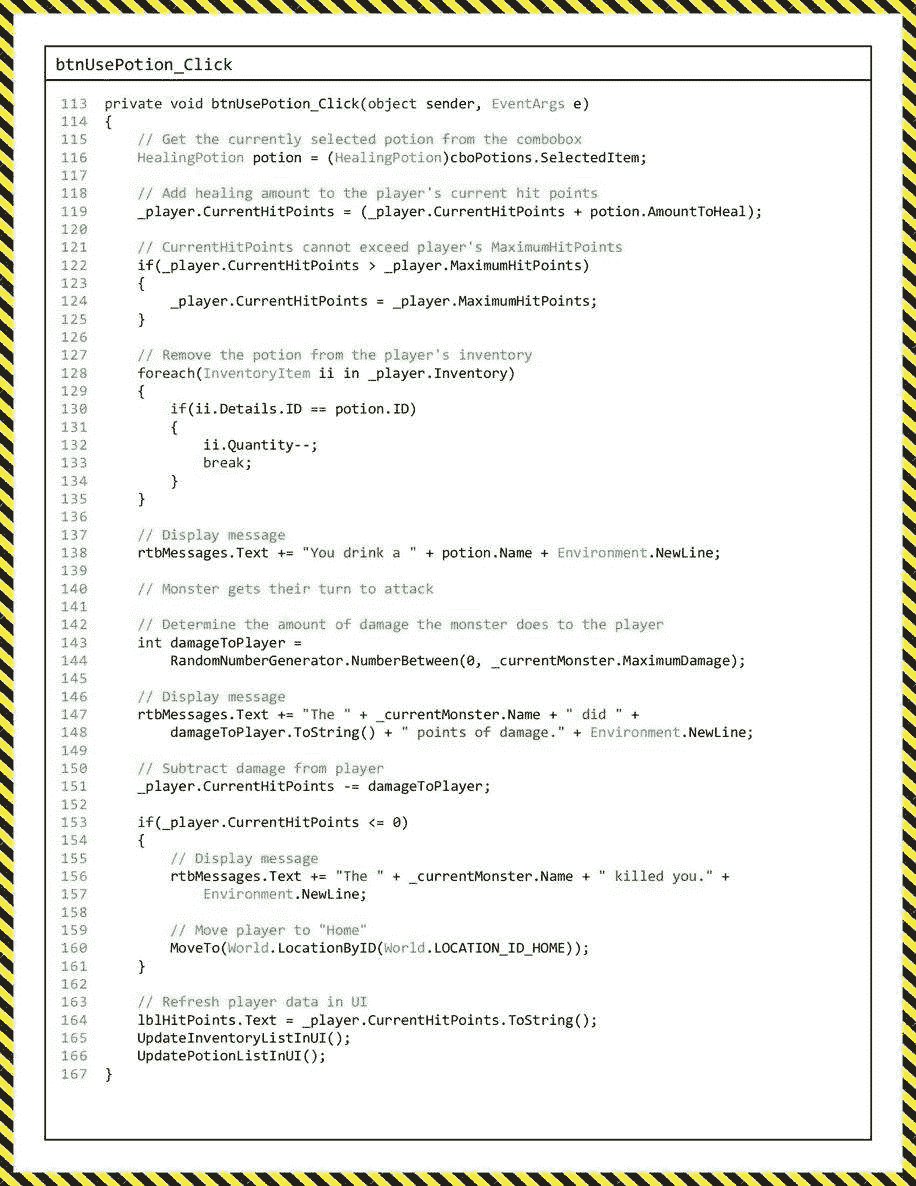 btnUsePotion_Click
113 private void btnUsePotion_Click(object sender, EventArgs e)
114 {
115     // Get the currently selected potion from the combobox
116     HealingPotion potion = (HealingPotion)cboPotions.SelectedItem;
117
118     // Add healing amount to the player's current hit points
119     _player.CurrentHitPoints = (_player.CurrentHitPoints + potion.AmountToHeal);
120
121     // CurrentHitPoints cannot exceed player's MaximumHitPoints
122     if(_player.CurrentHitPoints > _player.MaximumHitPoints)
123     {
124         _player.CurrentHitPoints = _player.MaximumHitPoints;
125     }
126
127     // Remove the potion from the player's inventory
128     foreach(InventoryItem ii in _player.Inventory)
129     {
130         if(ii.Details.ID == potion.ID)
131         {
132             ii.Quantity--;
133             break;
134         }
135     }
136
137     // Display message
138     rtbMessages.Text += "You drink a " + potion.Name + Environment.NewLine;
139
140     // Monster gets their turn to attack
141
142     // Determine the amount of damage the monster does to the player
143     int damageToPlayer =
144         RandomNumberGenerator.NumberBetween(0, _currentMonster.MaximumDamage);
145
146     // Display message
147     rtbMessages.Text += "The " + _currentMonster.Name + " did " +
148         damageToPlayer.ToString() + " points of damage." + Environment.NewLine;
149
150     // Subtract damage from player
151     _player.CurrentHitPoints -= damageToPlayer;
152
153     if(_player.CurrentHitPoints <= 0)
154     {
155         // Display message
156         rtbMessages.Text += "The " + _currentMonster.Name + " killed you." +
157             Environment.NewLine;
158
159         // Move player to "Home"
160         MoveTo(World.LocationByID(World.LOCATION_ID_HOME));
161     }
162
163     // Refresh player data in UI
164     lblHitPoints.Text = _player.CurrentHitPoints.ToString();
165     UpdateInventoryListInUI();
166     UpdatePotionListInUI();
167 }